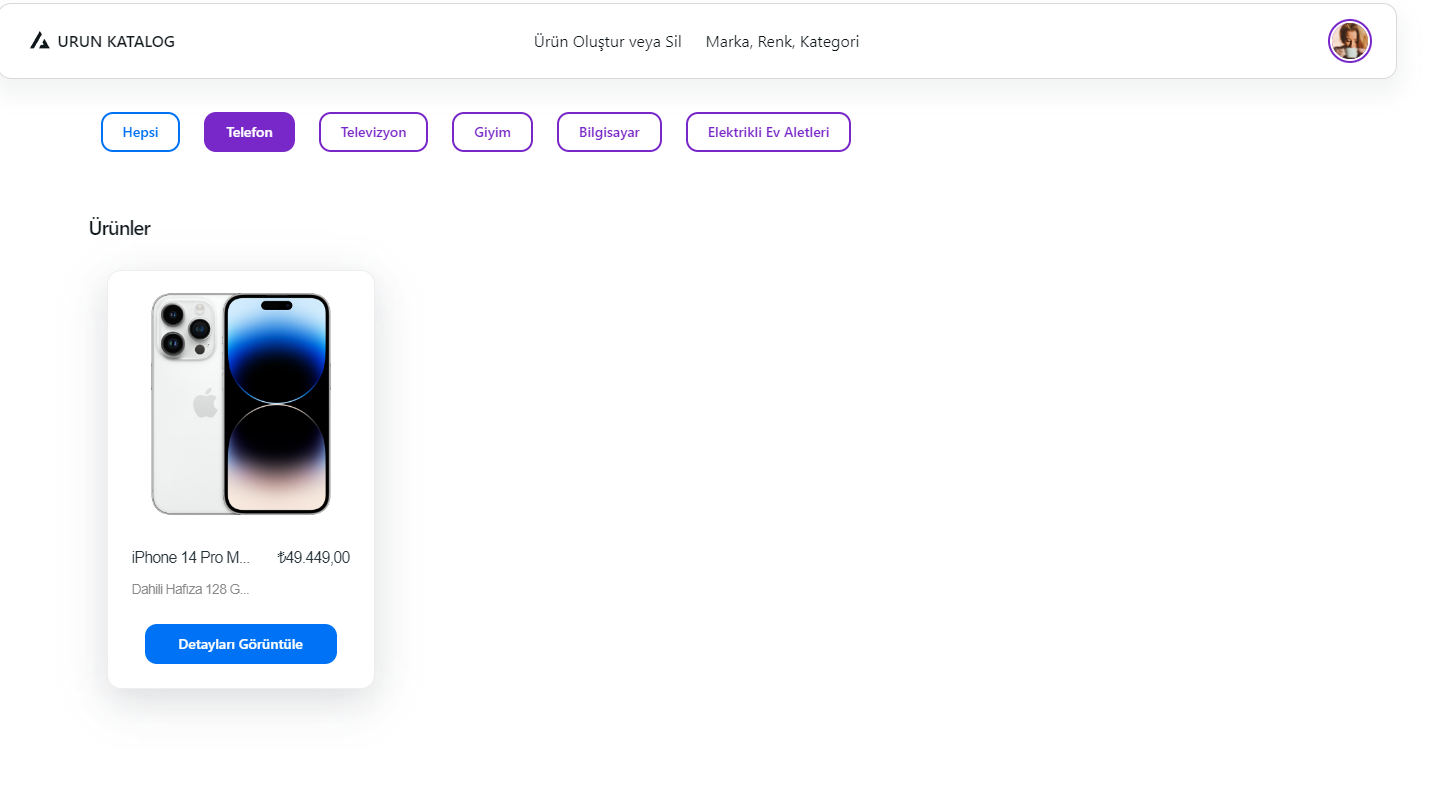 URUN KATALOG
Ürün Oluştur veya Sil
Marka, Renk, Kategori
Hepsi
Telefon
Televizyon
Giyim
Bilgisayar
Elektrikli Ev Aletleri
Ürünler
iPhone 14 Pro M... ₺49.449,00
Dahili Hafıza 128 G...
Detayları Görüntüle